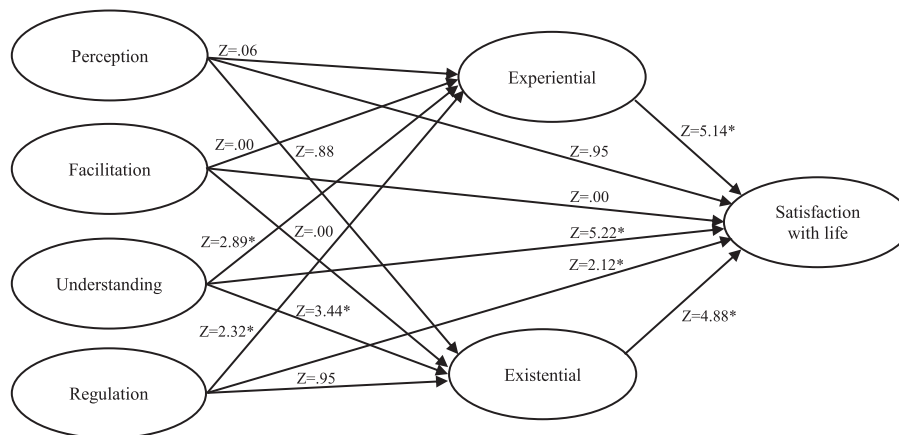 Perception
Z=.06
Experiential
Z=5.14*
Z=.00
Z=.88
Z=.95
Facilitation
Z=.00
Satisfaction
with life
Z=.00
Z=2.89*
Z=5.22*
Z=2.12*
Understanding
Z=3.44*
Z=4.88*
Z=2.32*
Z=.95
Existential
Regulation